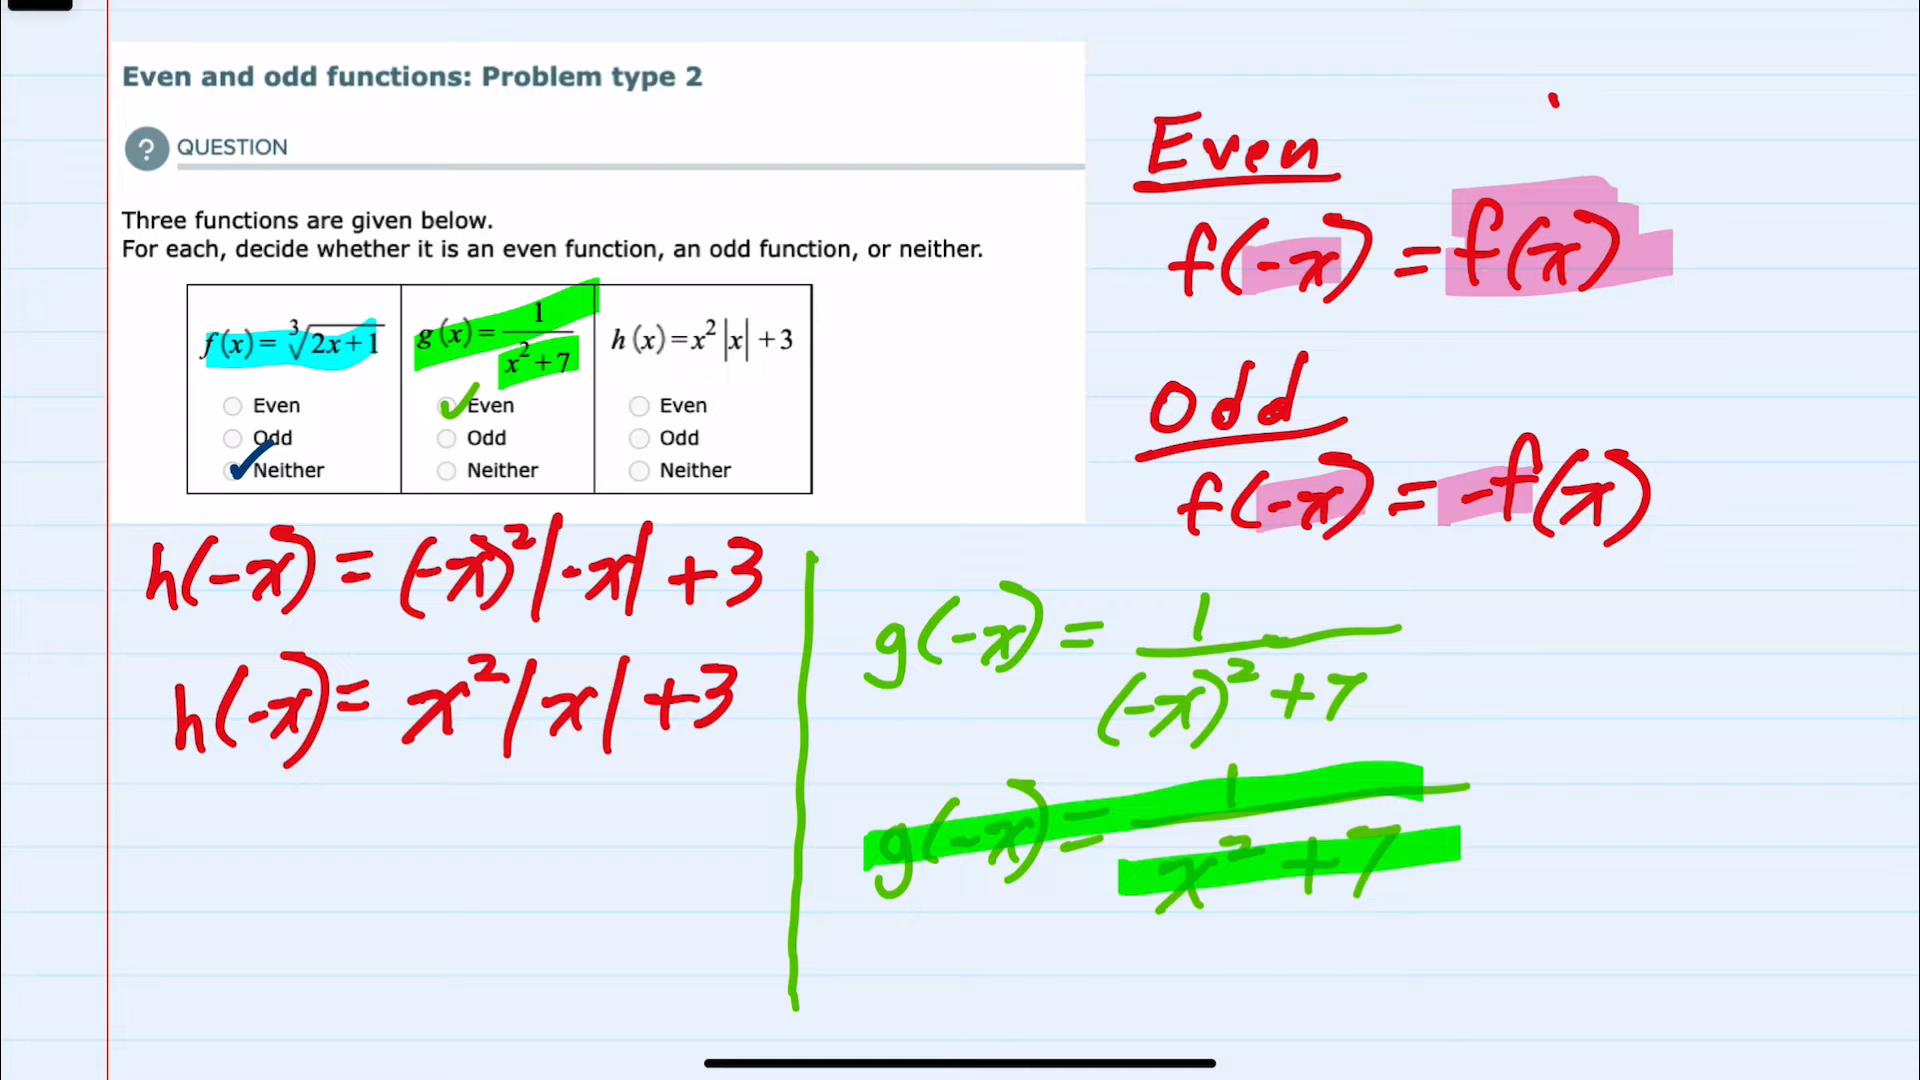 Even and odd functions: Problem type 2
? QUESTION
Three functions are given below.
For each, decide whether it is an even function, an odd function, or neither.
f(x) = ∛(2x+1)
Even
Odd
✓ Neither
g(x) = 1/(x²+7)
✓ Even
Odd
Neither
h(x) = x²|x| + 3
Even
Odd
Neither
Even
f(-x) = f(x)
Odd
f(-x) = -f(x)
h(-x) = (-x)²|-x| + 3
h(-x) = x²|x| + 3
g(-x) = 1/((-x)² + 7)
g(-x) = 1/(x² + 7)